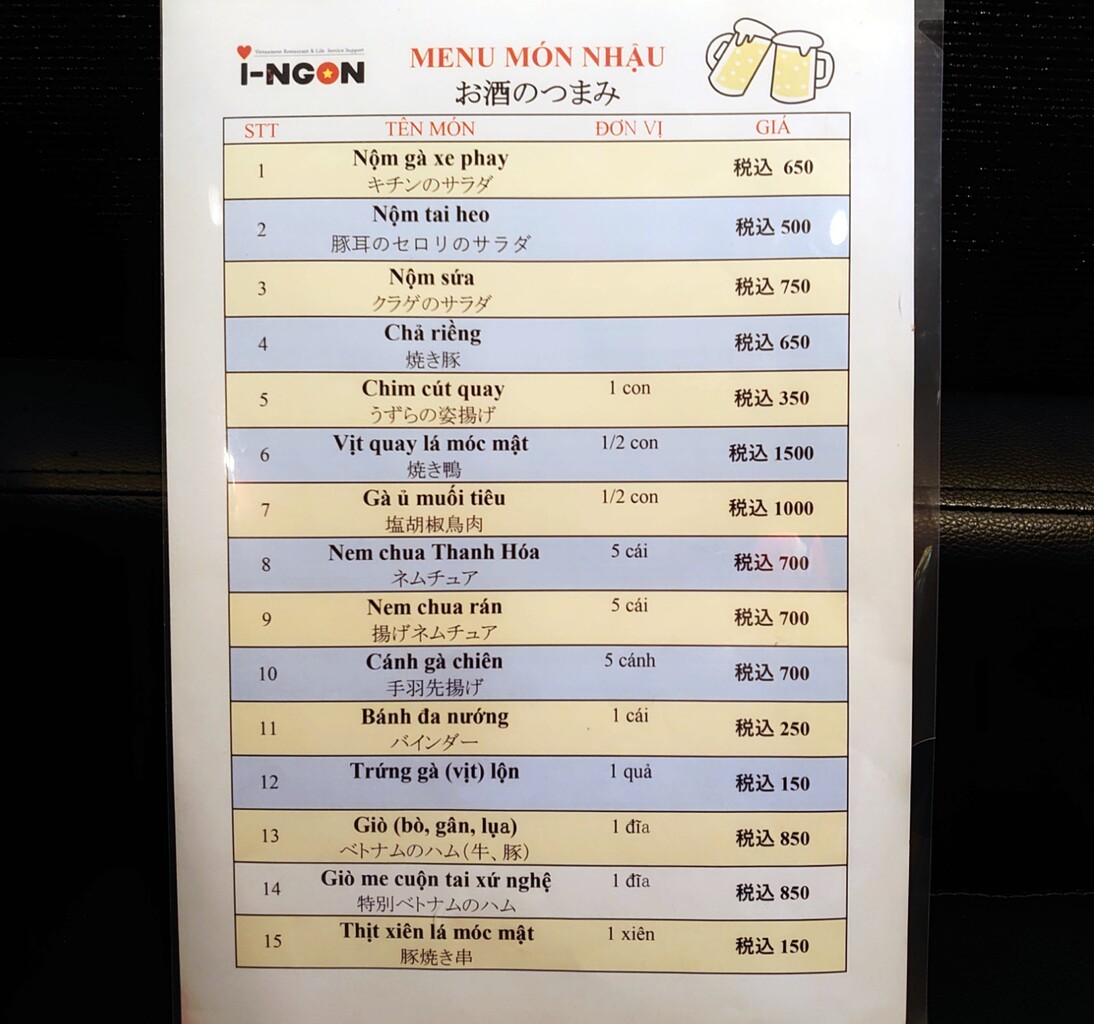 Vietnamese Restaurant & Life Service Support
i-NGON
MENU MÓN NHẬU
お酒のつまみ
STT TÊN MÓN ĐƠN VỊ GIÁ
1 Nộm gà xe phay 税込 650
キチンのサラダ
2 Nộm tai heo 税込 500
豚耳のセロリのサラダ
3 Nộm sứa 税込 750
クラゲのサラダ
4 Chả riềng 税込 650
焼き豚
5 Chim cút quay 1 con 税込 350
うずらの姿揚げ
6 Vịt quay lá móc mật 1/2 con 税込 1500
焼き鴨
7 Gà ủ muối tiêu 1/2 con 税込 1000
塩胡椒鳥肉
8 Nem chua Thanh Hóa 5 cái 税込 700
ネムチュア
9 Nem chua rán 5 cái 税込 700
揚げネムチュア
10 Cánh gà chiên 5 cánh 税込 700
手羽先揚げ
11 Bánh đa nướng 1 cái 税込 250
バインダー
12 Trứng gà (vịt) lộn 1 quả 税込 150
13 Giò (bò, gân, lụa) 1 đĩa 税込 850
ベトナムのハム(牛、豚)
14 Giò me cuộn tai xứ nghệ 1 đĩa 税込 850
特別ベトナムのハム
15 Thịt xiên lá móc mật 1 xiên 税込 150
豚焼き串